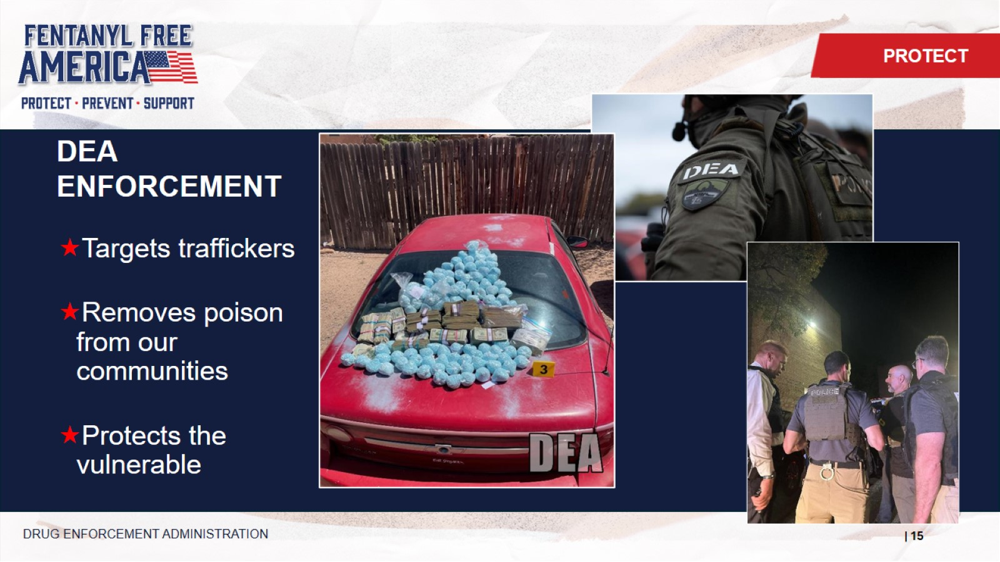 FENTANYL FREE
AMERICA
PROTECT · PREVENT · SUPPORT
PROTECT
DEA
ENFORCEMENT
★Targets traffickers
★Removes poison
from our
communities
★Protects the
vulnerable
DEA
3
DEA
POLICE
DRUG ENFORCEMENT ADMINISTRATION
| 15